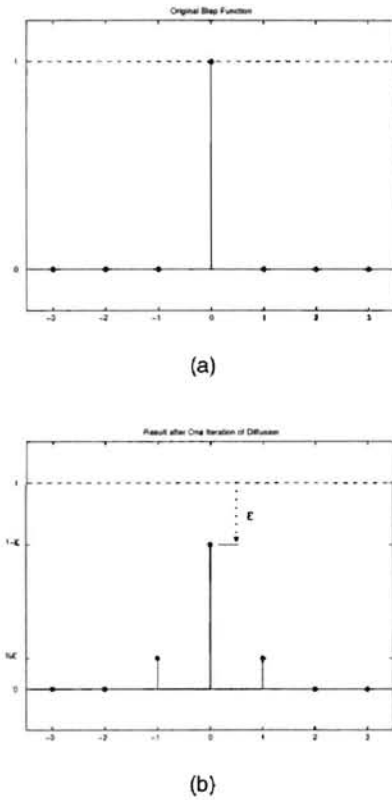 Original Step Function
1
0
-3 -2 -1 0 1 2 3
(a)
Result after One Iteration of Diffusion
1
ε
1-ε
0
-3 -2 -1 0 1 2 3
(b)